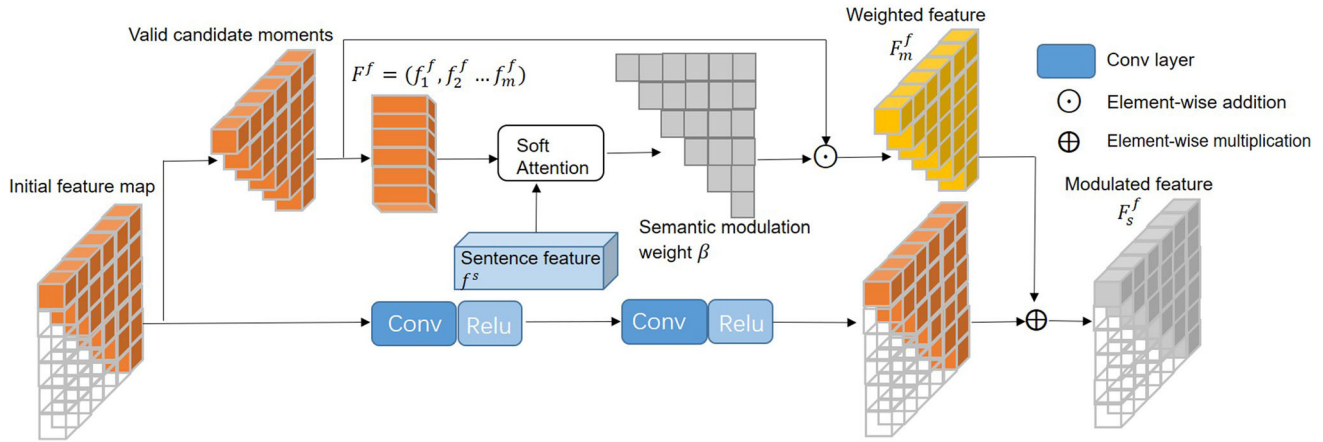 Valid candidate moments
F^f = (f_1^f, f_2^f … f_m^f)
Weighted feature
F_m^f
Conv layer
Element-wise addition
Element-wise multiplication
Soft
Attention
Initial feature map
Semantic modulation
weight β
Modulated feature
F_s^f
Sentence feature
f^s
Conv
Relu
Conv
Relu